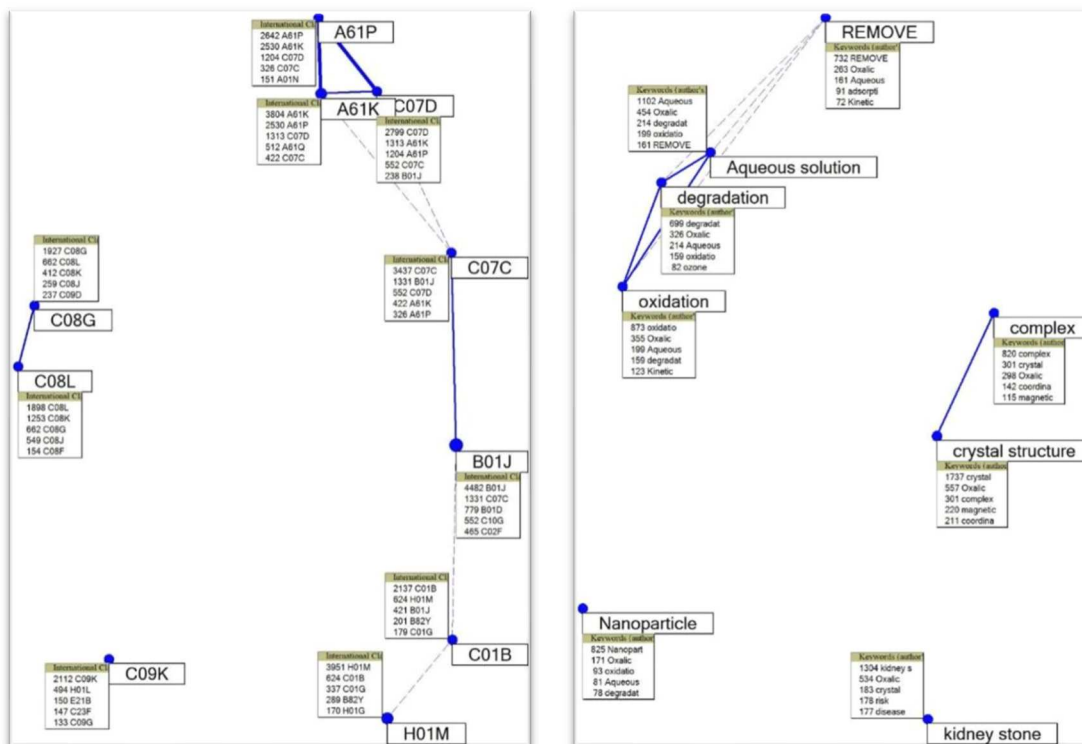 International Cl
2642 A61P
2530 A61K
1204 C07D
326 C07C
151 A01N
A61P
International Cl
3804 A61K
2530 A61P
1313 C07D
512 A61Q
422 C07C
A61K
C07D
International Cl
2799 C07D
1313 A61K
1204 A61P
552 C07C
238 B01J
International Cl
1927 C08G
662 C08L
412 C08K
259 C08J
237 C09D
C08G
C08L
International Cl
1898 C08L
1253 C08K
662 C08G
549 C08J
154 C08F
International Cl
3437 C07C
1331 B01J
552 C07D
422 A61K
326 A61P
C07C
B01J
International Cl
4482 B01J
1331 C07C
779 B01D
552 C10G
465 C02F
International Cl
2137 C01B
624 H01M
421 B01J
201 B82Y
179 C01G
C01B
International Cl
2112 C09K
494 H01L
150 E21B
147 C23F
133 C09G
C09K
International Cl
3951 H01M
624 C01B
337 C01G
289 B82Y
170 H01G
H01M
REMOVE
Keywords (author'
732 REMOVE
263 Oxalic
161 Aqueous
91 adsorpti
72 Kinetic
Keywords (author's
1102 Aqueous
454 Oxalic
214 degradat
199 oxidatio
161 REMOVE
Aqueous solution
degradation
Keywords (author'
699 degradat
326 Oxalic
214 Aqueous
159 oxidatio
82 ozone
oxidation
Keywords (author'
873 oxidatio
355 Oxalic
199 Aqueous
159 degradat
123 Kinetic
complex
Keywords (author'
820 complex
301 crystal
298 Oxalic
142 coordina
115 magnetic
crystal structure
Keywords (author
1737 crystal
557 Oxalic
301 complex
220 magnetic
211 coordina
Nanoparticle
Keywords (author'
825 Nanopart
171 Oxalic
93 oxidatio
81 Aqueous
78 degradat
Keywords (author'
1304 kidney s
534 Oxalic
183 crystal
178 risk
177 disease
kidney stone